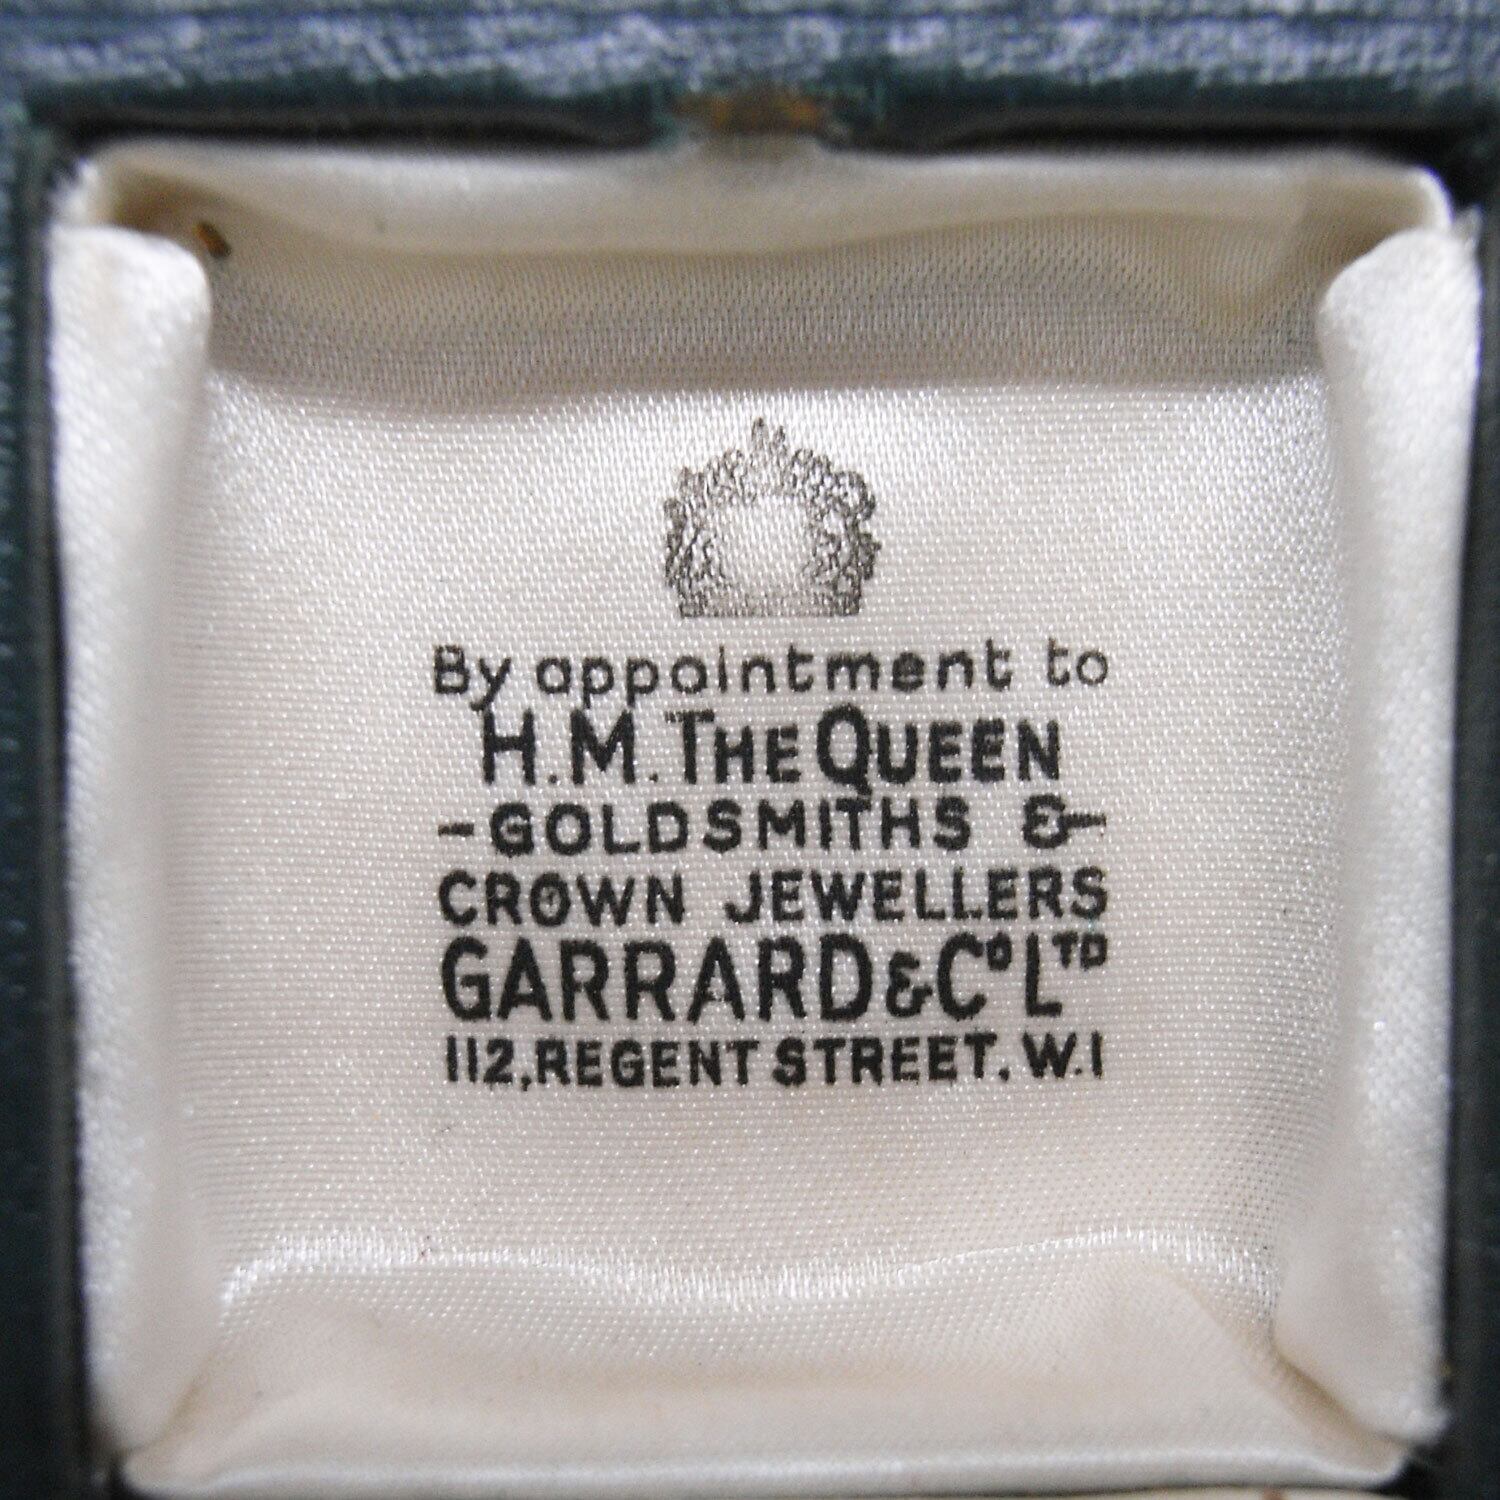 By appointment to
H.M. THE QUEEN
-GOLDSMITHS &-
CROWN JEWELLERS
GARRARD & Co LTD
112, REGENT STREET. W.1